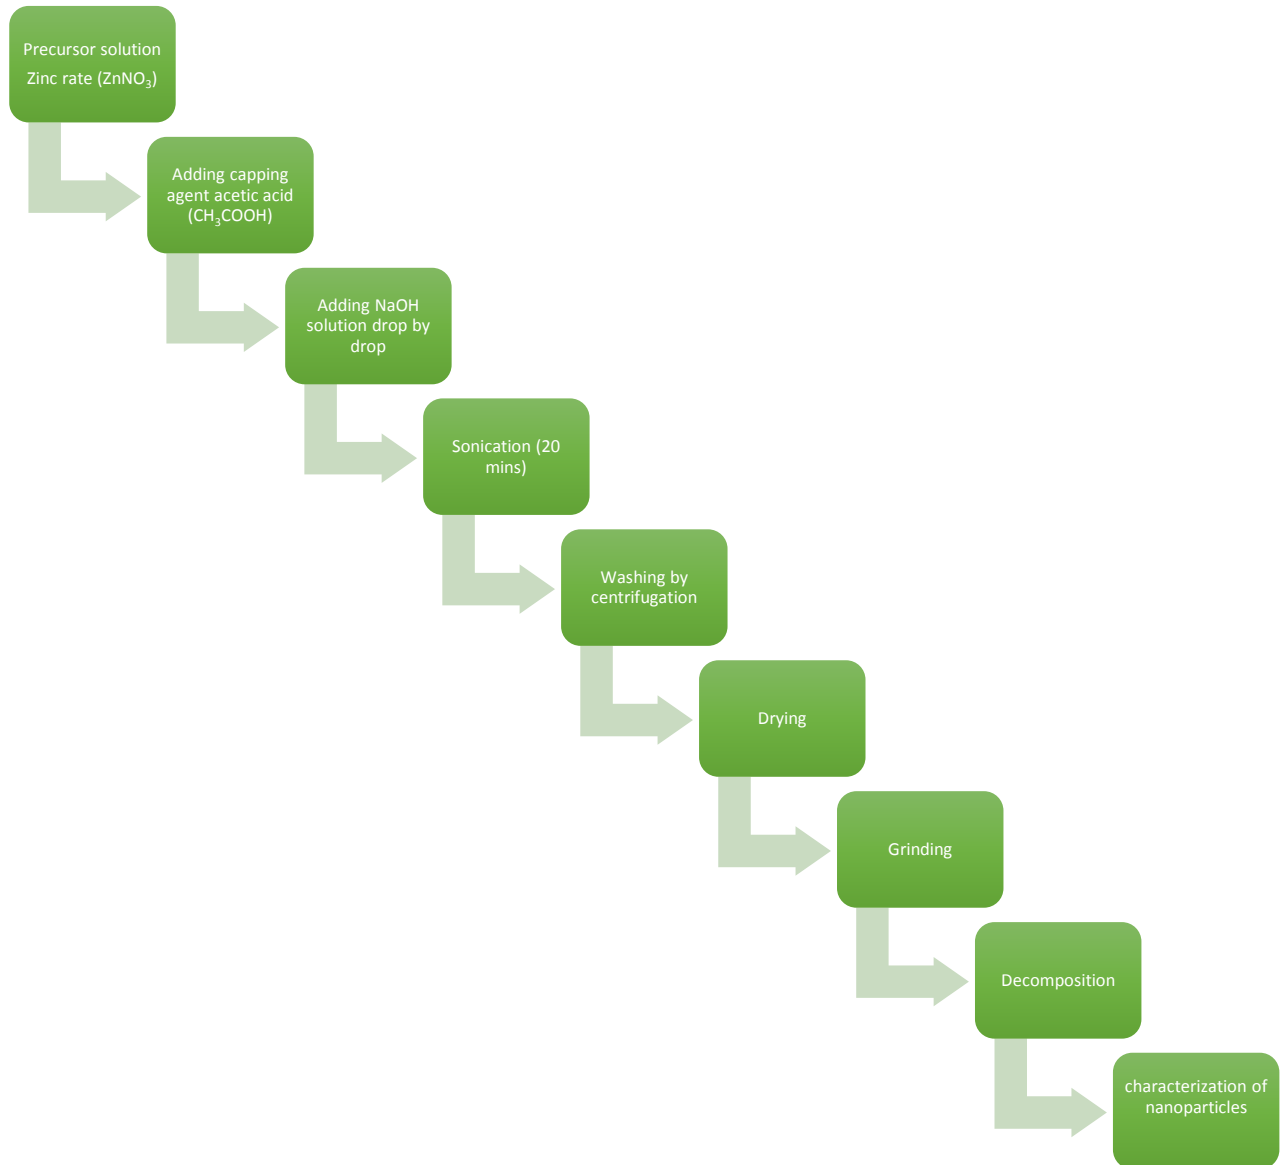 Precursor solution
Zinc rate (ZnNO₃)
Adding capping
agent acetic acid
(CH₃COOH)
Adding NaOH
solution drop by
drop
Sonication (20
mins)
Washing by
centrifugation
Drying
Grinding
Decomposition
characterization of
nanoparticles